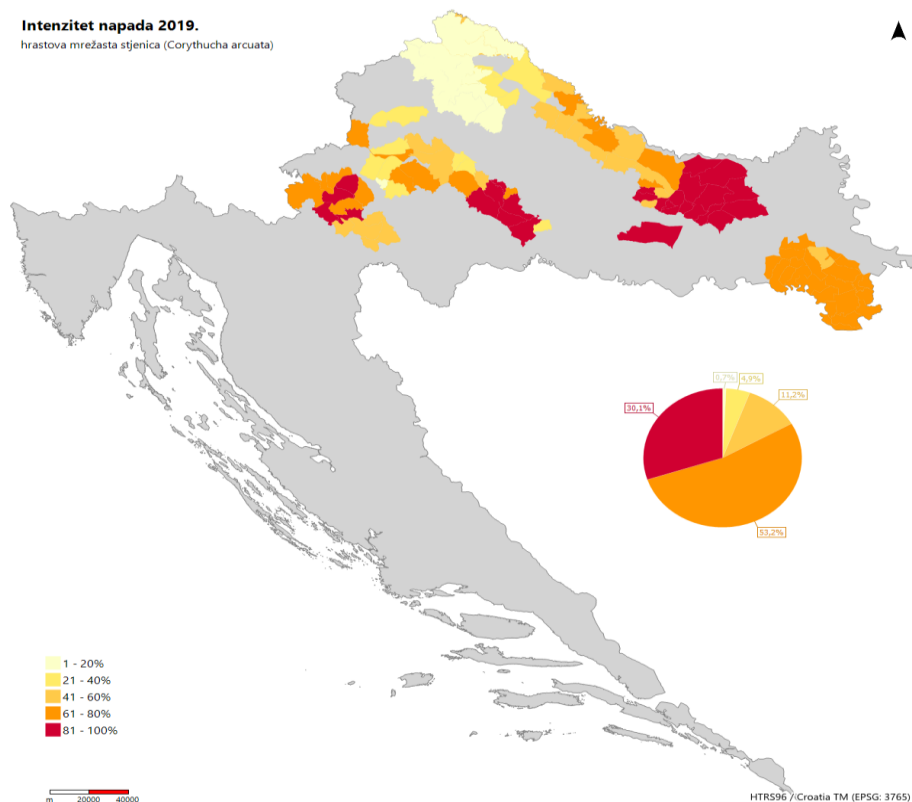 Intenzitet napada 2019.
hrastova mrežasta stjenica (Corythucha arcuata)
0,7%
4,9%
11,2%
30,1%
53,2%
1 - 20%
21 - 40%
41 - 60%
61 - 80%
81 - 100%
m 20000 40000
HTRS96 / Croatia TM (EPSG: 3765)